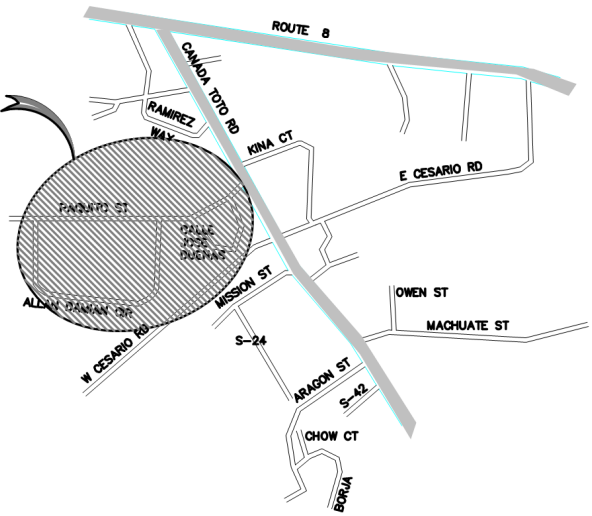 ROUTE 8
CANADA TOTO RD
RAMIREZ
WAY
KINA CT
E CESARIO RD
CALLE
JOSE
DUENAS
ALLAN DAMIAN CIR
MISSION ST
OWEN ST
MACHUATE ST
W CESARIO RD
S-24
ARAGON ST
S-42
CHOW CT
BORJA